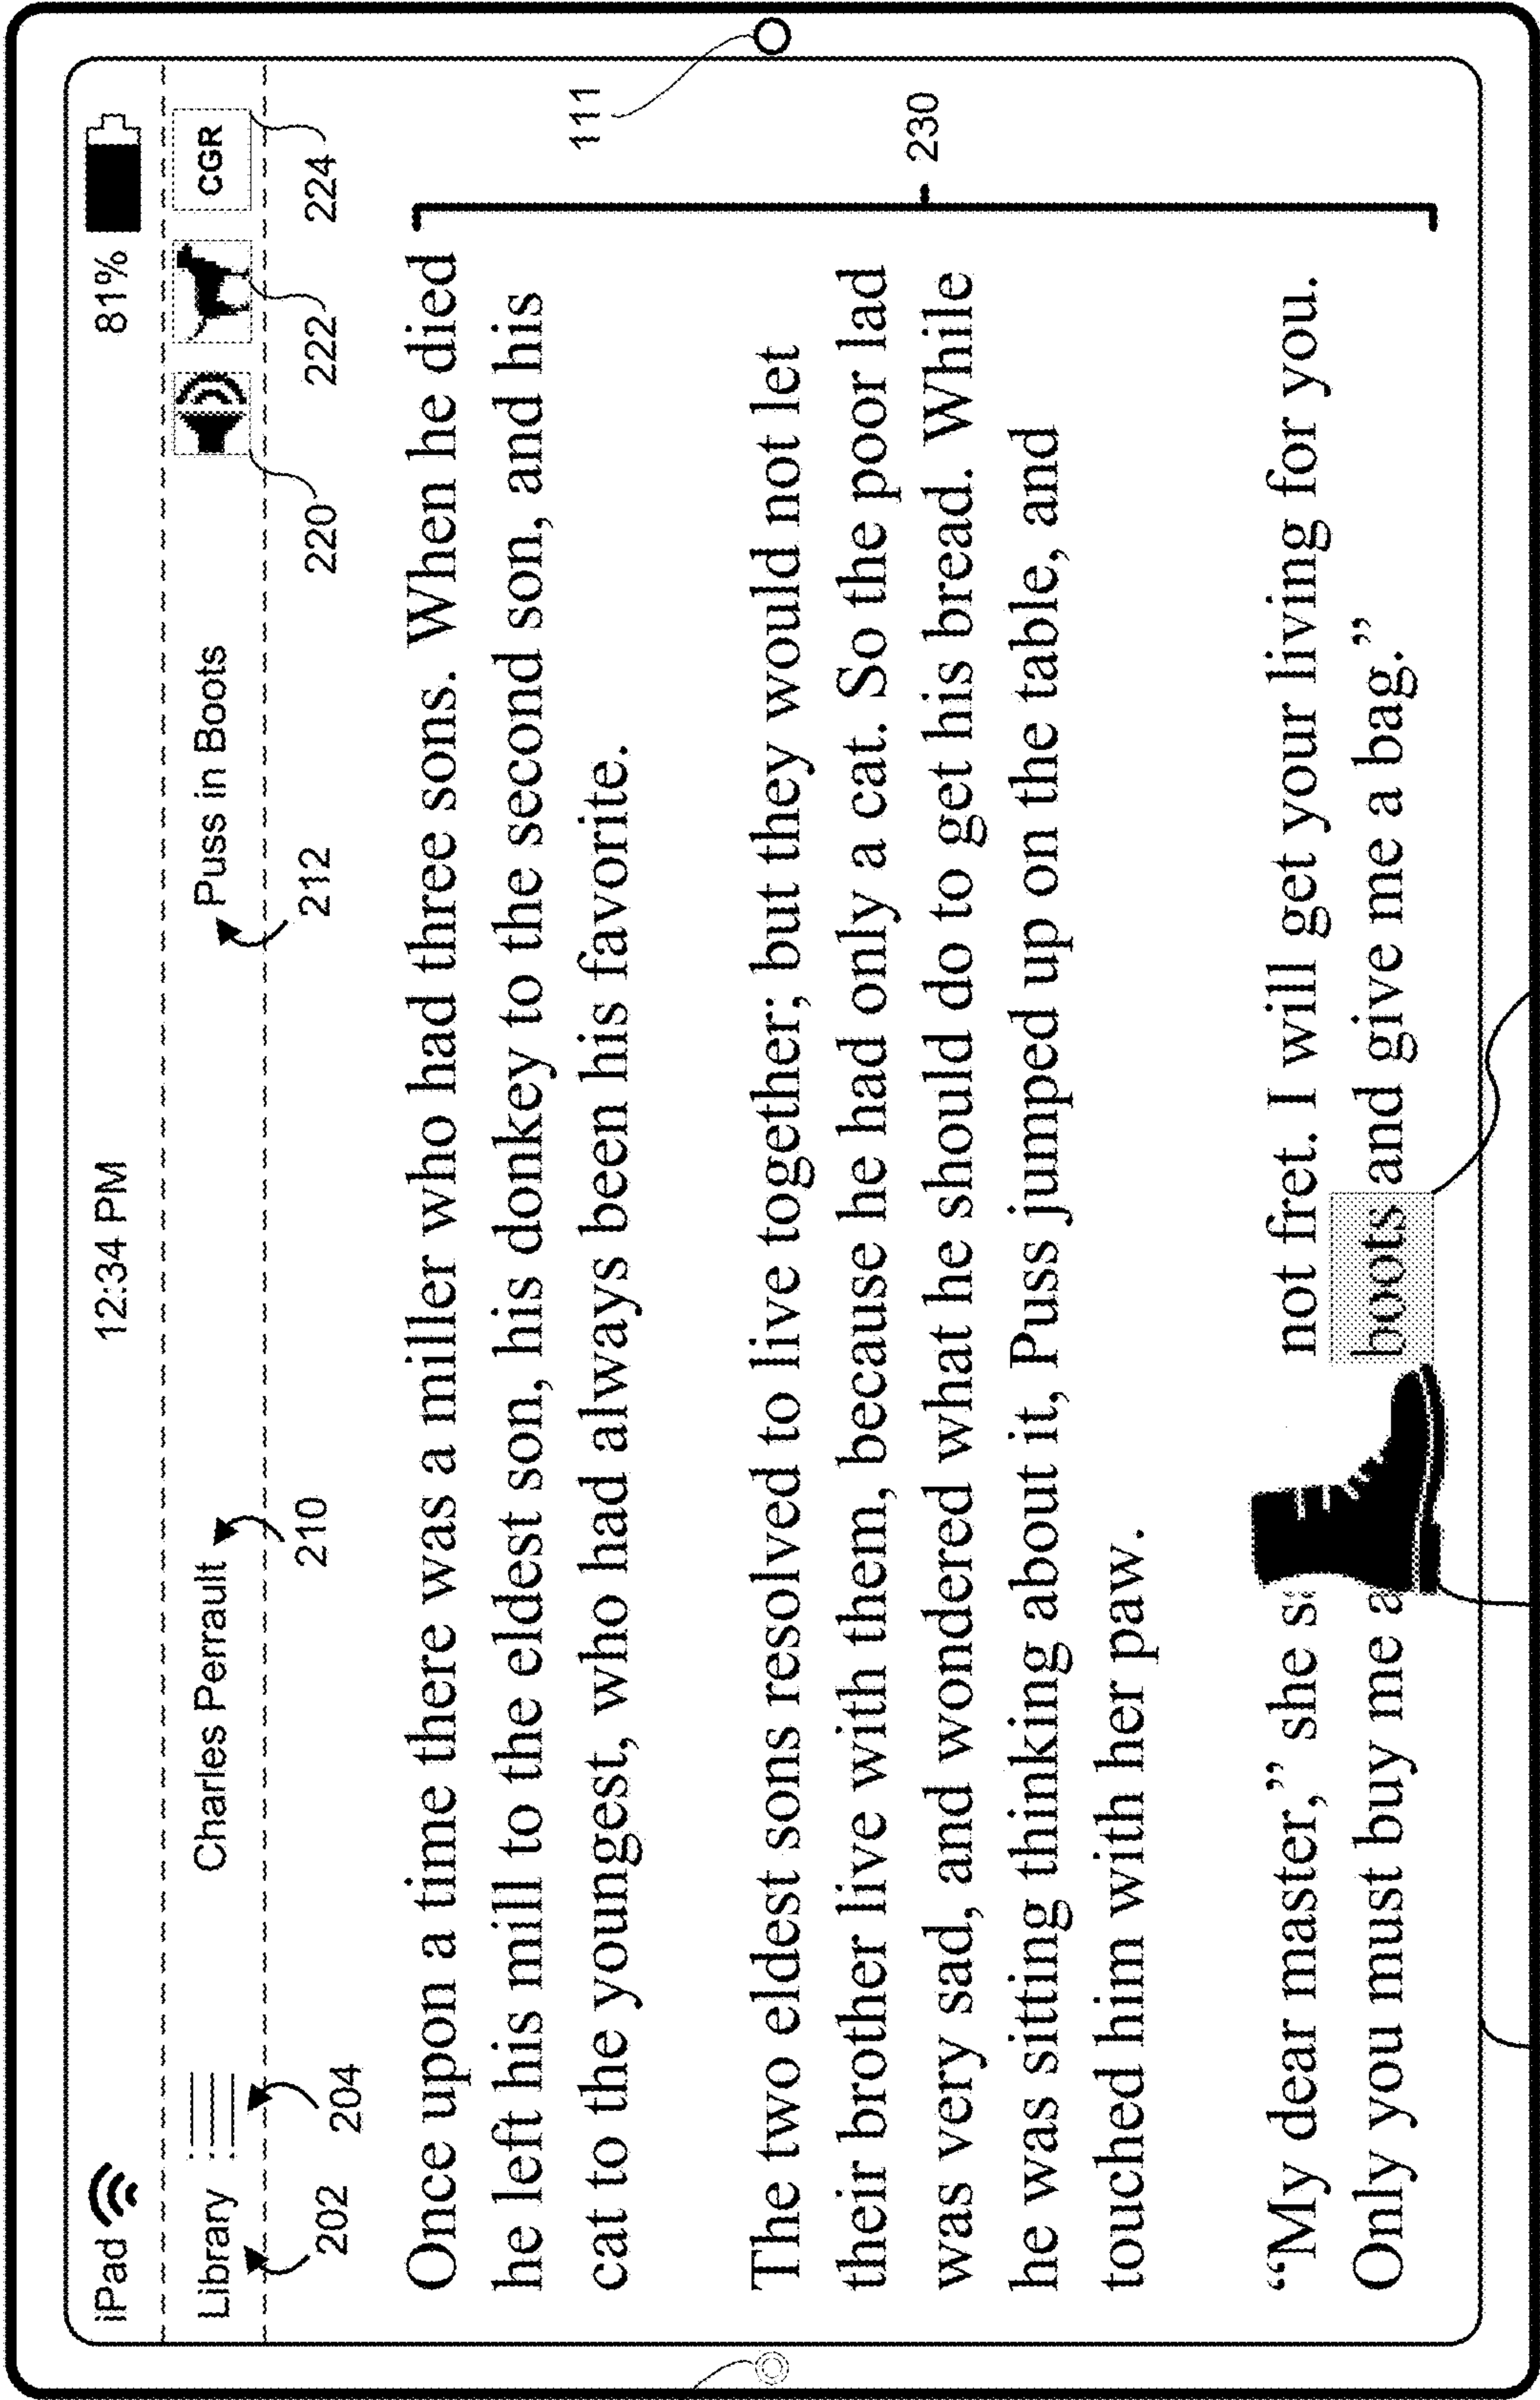 iPad 12:34 PM 81%
Library Charles Perrault Puss in Boots CGR
202 204 210 212 220 222 224
Once upon a time there was a miller who had three sons. When he died
he left his mill to the eldest son, his donkey to the second son, and his
cat to the youngest, who had always been his favorite.
111
The two eldest sons resolved to live together; but they would not let
their brother live with them, because he had only a cat. So the poor lad
was very sad, and wondered what he should do to get his bread. While
230
he was sitting thinking about it, Puss jumped up on the table, and
touched him with her paw.
“My dear master,” she not fret. I will get your living for you.
Only you must buy me a boots and give me a bag.”